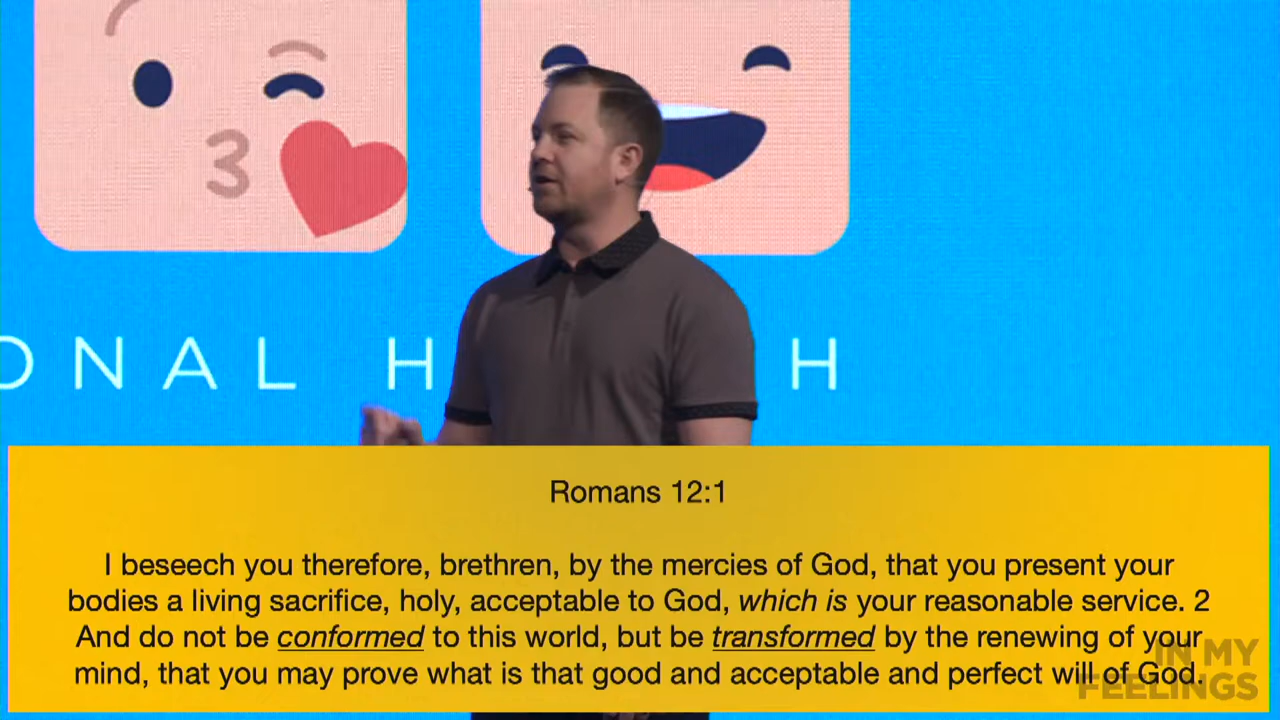 ONAL H H
Romans 12:1
I beseech you therefore, brethren, by the mercies of God, that you present your
bodies a living sacrifice, holy, acceptable to God, which is your reasonable service. 2
And do not be conformed to this world, but be transformed by the renewing of your
mind, that you may prove what is that good and acceptable and perfect will of God.
IN MY
FEELINGS